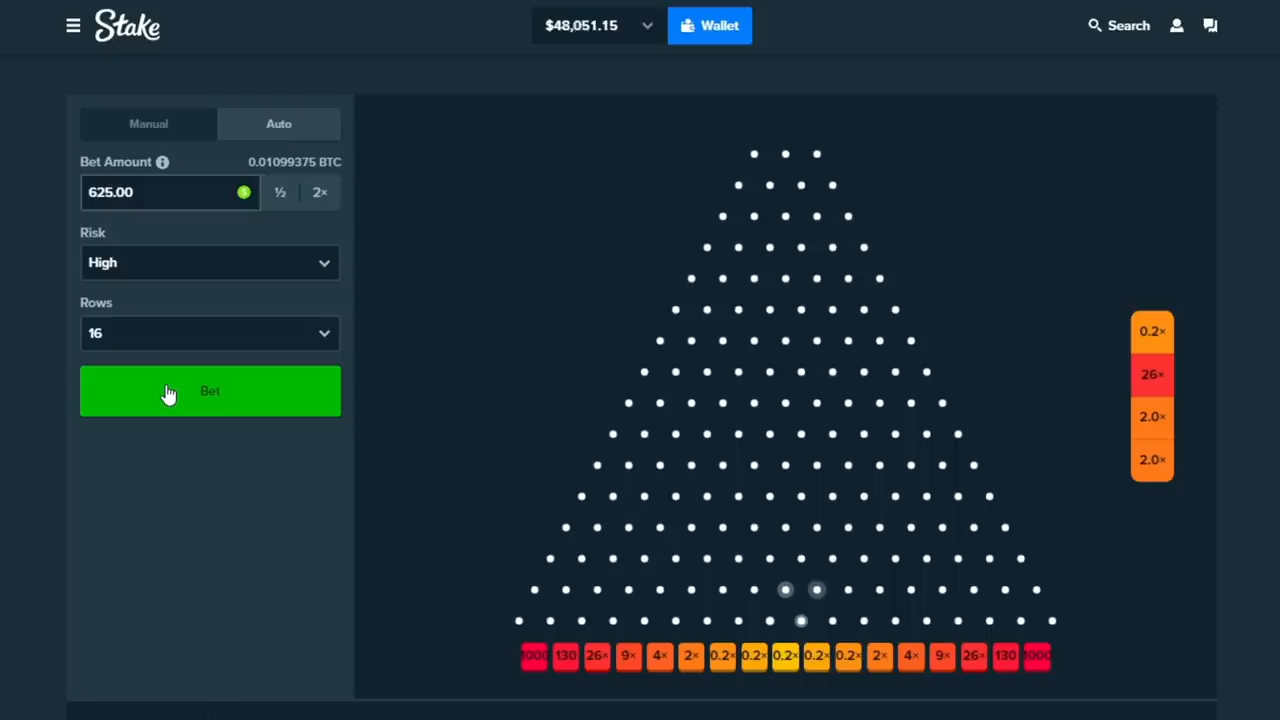 Stake
$48,051.15
Wallet
Search
Manual Auto
Bet Amount 0.01099375 BTC
625.00 ½ 2×
Risk
High
Rows
16
Bet
0.2×
26×
2.0×
2.0×
1000 130 26× 9× 4× 2× 0.2× 0.2× 0.2× 0.2× 0.2× 2× 4× 9× 26× 130 1000